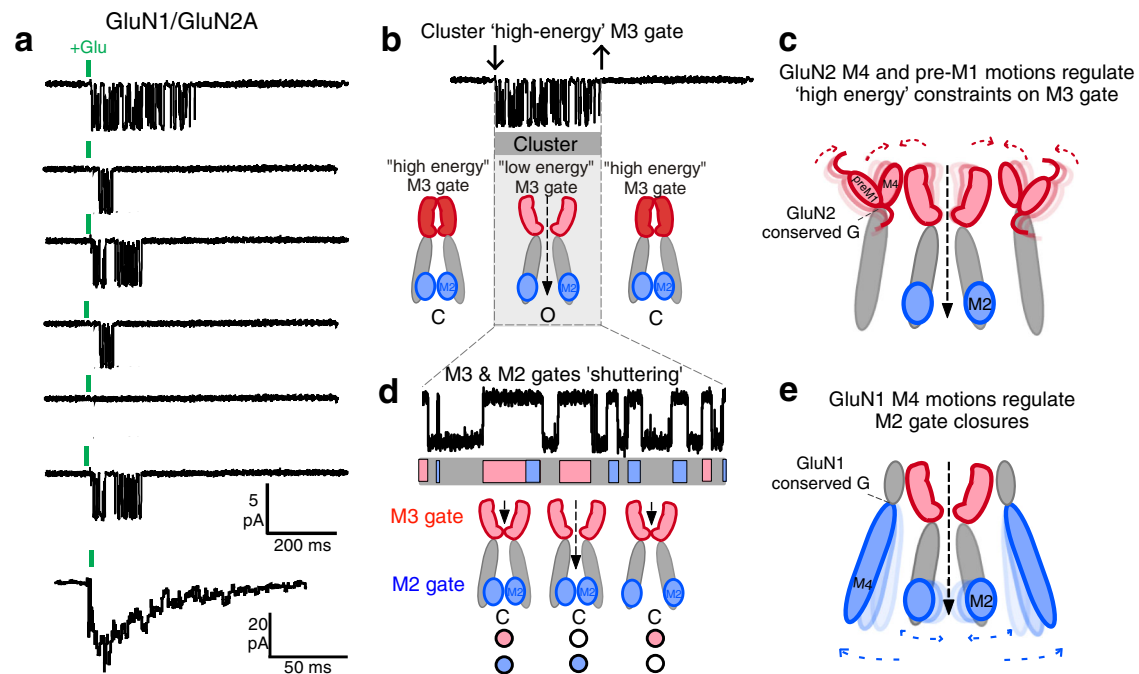 GluN1/GluN2A
a
+Glu
5
pA
200 ms
20
pA
50 ms
b
Cluster ‘high-energy’ M3 gate
Cluster
"high energy"
M3 gate
"low energy"
M3 gate
"high energy"
M3 gate
M2
M2
M2
C
O
C
c
GluN2 M4 and pre-M1 motions regulate
‘high energy’ constraints on M3 gate
preM1
M4
GluN2
conserved G
M2
d
M3 & M2 gates 'shuttering'
M3 gate
M2 gate
M2
M2
C
C
C
e
GluN1 M4 motions regulate
M2 gate closures
GluN1
conserved G
M4
M2